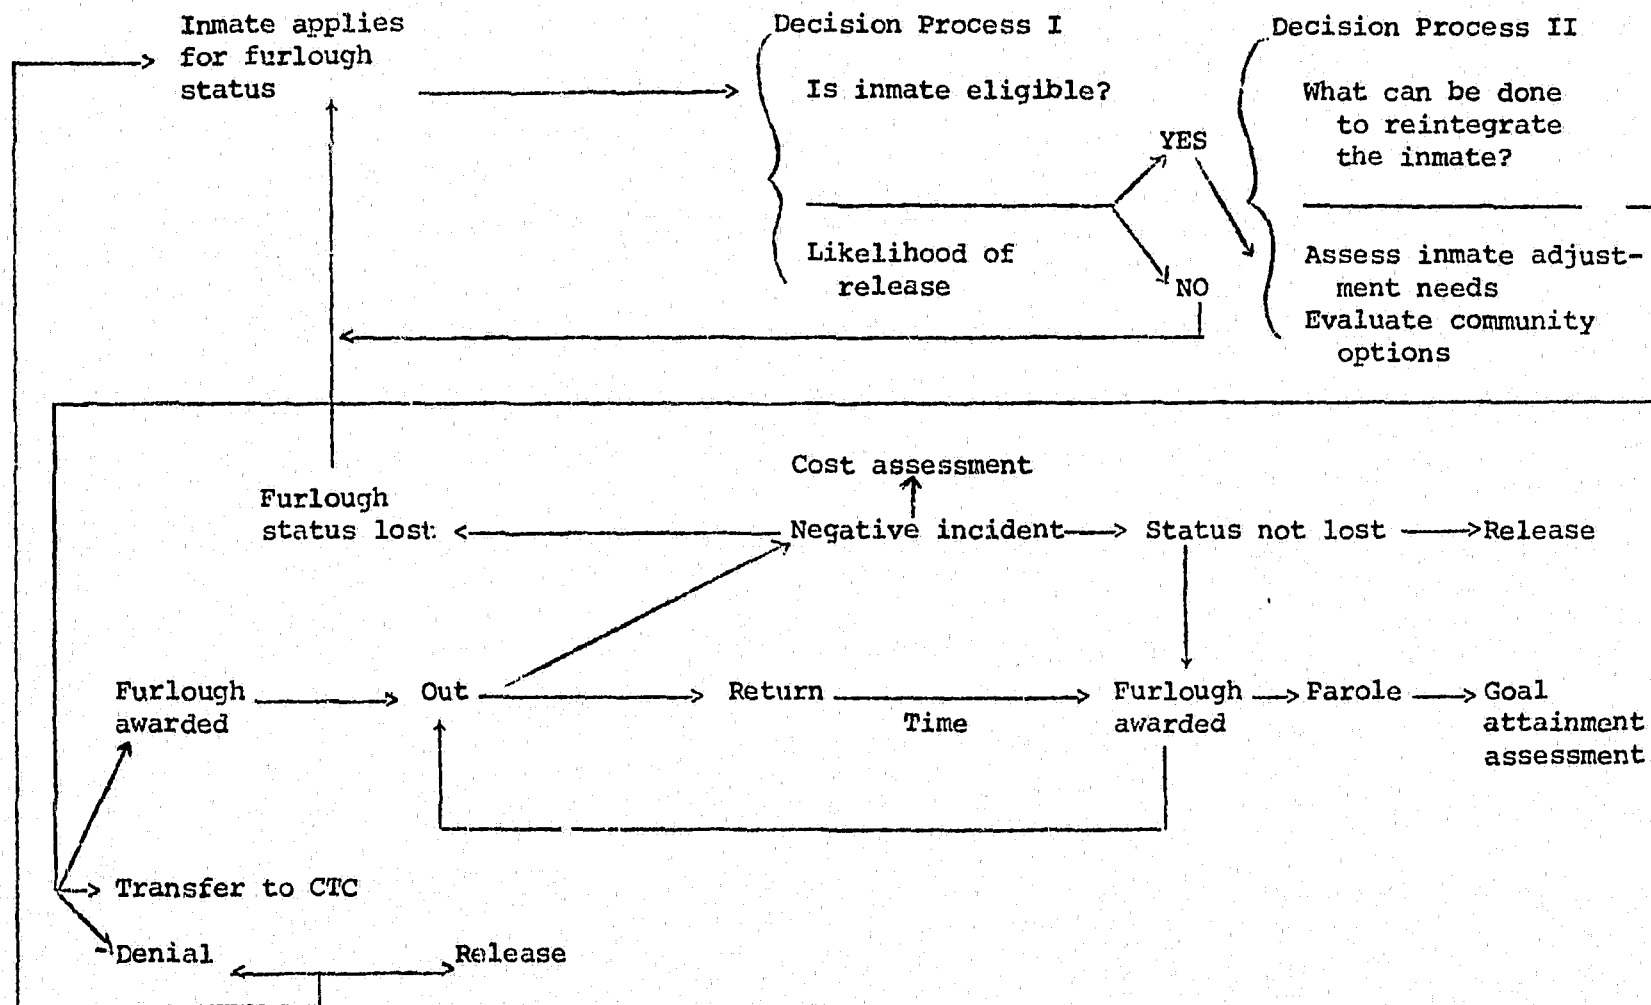 Inmate applies
for furlough
status
Decision Process I
Is inmate eligible?
YES
Likelihood of
release
NO
Decision Process II
What can be done
to reintegrate
the inmate?
Assess inmate adjust-
ment needs
Evaluate community
options
Cost assessment
Furlough
status lost
Negative incident
Status not lost
Release
Furlough
awarded
Out
Return
Time
Furlough
awarded
Parole
Goal
attainment
assessment
Transfer to CTC
Denial
Release